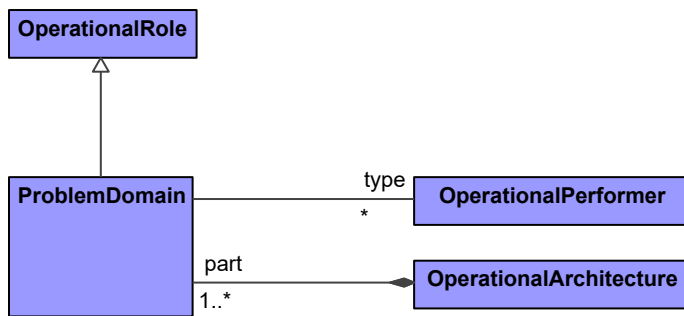 OperationalRole
ProblemDomain
type
*
OperationalPerformer
part
1..*
OperationalArchitecture